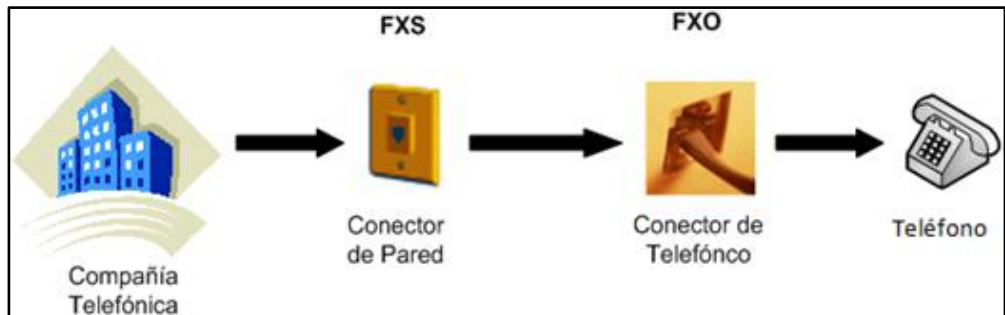 FXS
FXO
Compañía
Telefónica
Conector
de Pared
Conector de
Telefónco
Teléfono